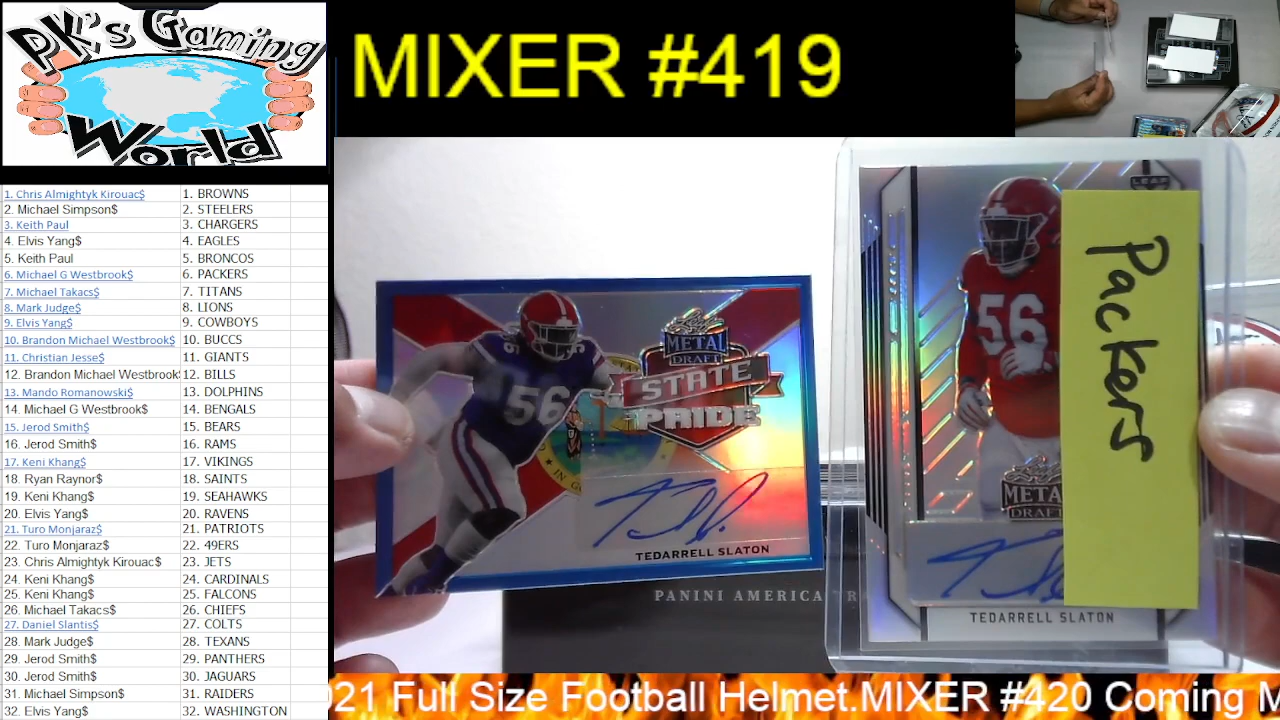 PK's Gaming
World
MIXER #419
1. Chris Almightyk Kirouac$ 1. BROWNS
2. Michael Simpson$ 2. STEELERS
3. Keith Paul 3. CHARGERS
4. Elvis Yang$ 4. EAGLES
5. Keith Paul 5. BRONCOS
6. Michael G Westbrook$ 6. PACKERS
7. Michael Takacs$ 7. TITANS
8. Mark Judge$ 8. LIONS
9. Elvis Yang$ 9. COWBOYS
10. Brandon Michael Westbrook$ 10. BUCCS
11. Christian Jesse$ 11. GIANTS
12 Brandon Michael Westbrook 12. BILLS
13. Mando Romanowski$ 13. DOLPHINS
14. Michael G Westbrook$ 14. BENGALS
15. Jerod Smith$ 15. BEARS
16. Jerod Smith$ 16. RAMS
17. Keni Khang$ 17. VIKINGS
18. Ryan Raynor$ 18. SAINTS
19. Keni Khang$ 19. SEAHAWKS
20. Elvis Yang$ 20. RAVENS
21. Turo Monjaraz$ 21. PATRIOTS
22. Turo Monjaraz$ 22. 49ERS
23. Chris Almightyk Kirouac$ 23. JETS
24. Keni Khang$ 24. CARDINALS
25. Keni Khang$ 25. FALCONS
26. Michael Takacs$ 26. CHIEFS
27. Daniel Slantis$ 27. COLTS
28. Mark Judge$ 28. TEXANS
29. Jerod Smith$ 29. PANTHERS
30. Jerod Smith$ 30. JAGUARS
31. Michael Simpson$ 31. RAIDERS
32. Elvis Yang$ 32. WASHINGTON
56
Leaf
METAL
DRAFT
STATE
PRIDE
IN G
TEDARRELL SLATON
LEAF
56
Packers
Leaf
METAL
DRAFT
TEDARRELL SLATON
PANINI AMERICA TRA
021 Full Size Football Helmet.MIXER #420 Coming M